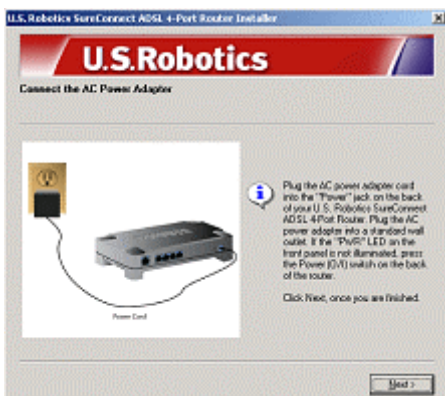 U.S. Robotics SureConnect ADSL 4-Port Router Installer
U.S.Robotics
Connect the AC Power Adapter
Plug the AC power adapter cord
into the "Power" jack on the back
of your U.S. Robotics SureConnect
ADSL 4-Port Router. Plug the AC
power adapter into a standard wall
outlet. If the "PWR" LED on the
front panel is not illuminated, press
the Power (O/I) switch on the back
of the router.
Click Next, once you are finished.
Power Cord
Next >